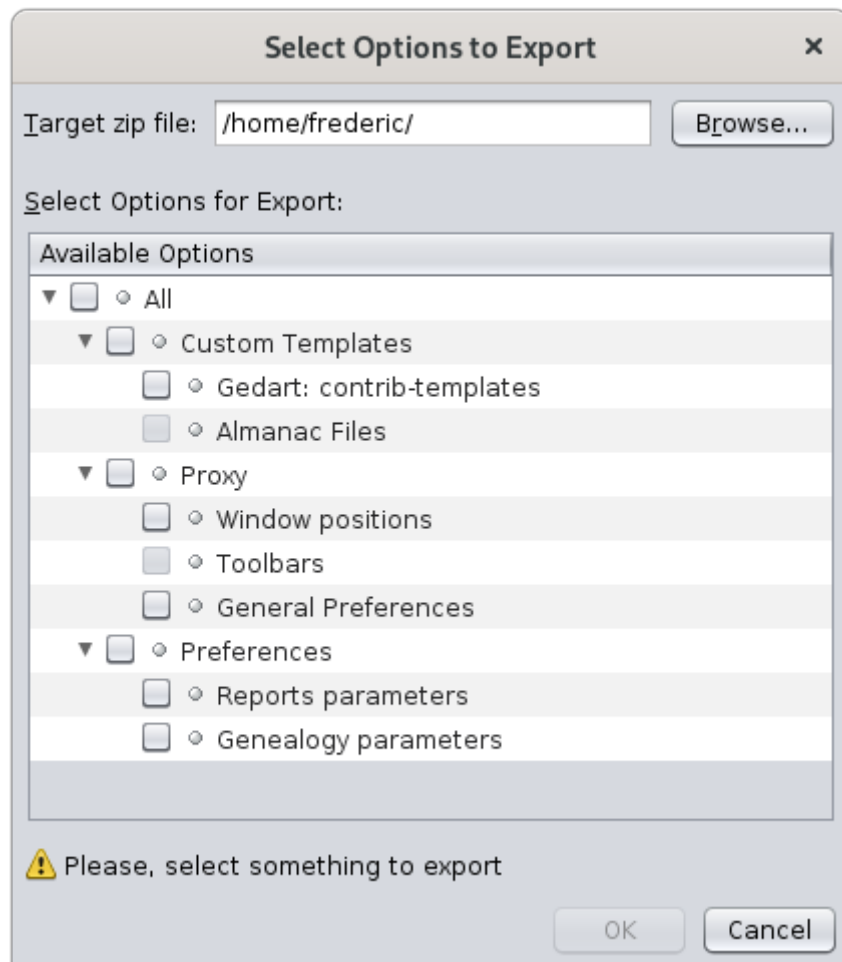 Select Options to Export
Target zip file: /home/frederic/ Browse...
Select Options for Export:
Available Options
All
Custom Templates
Gedart: contrib-templates
Almanac Files
Proxy
Window positions
Toolbars
General Preferences
Preferences
Reports parameters
Genealogy parameters
Please, select something to export
OK Cancel